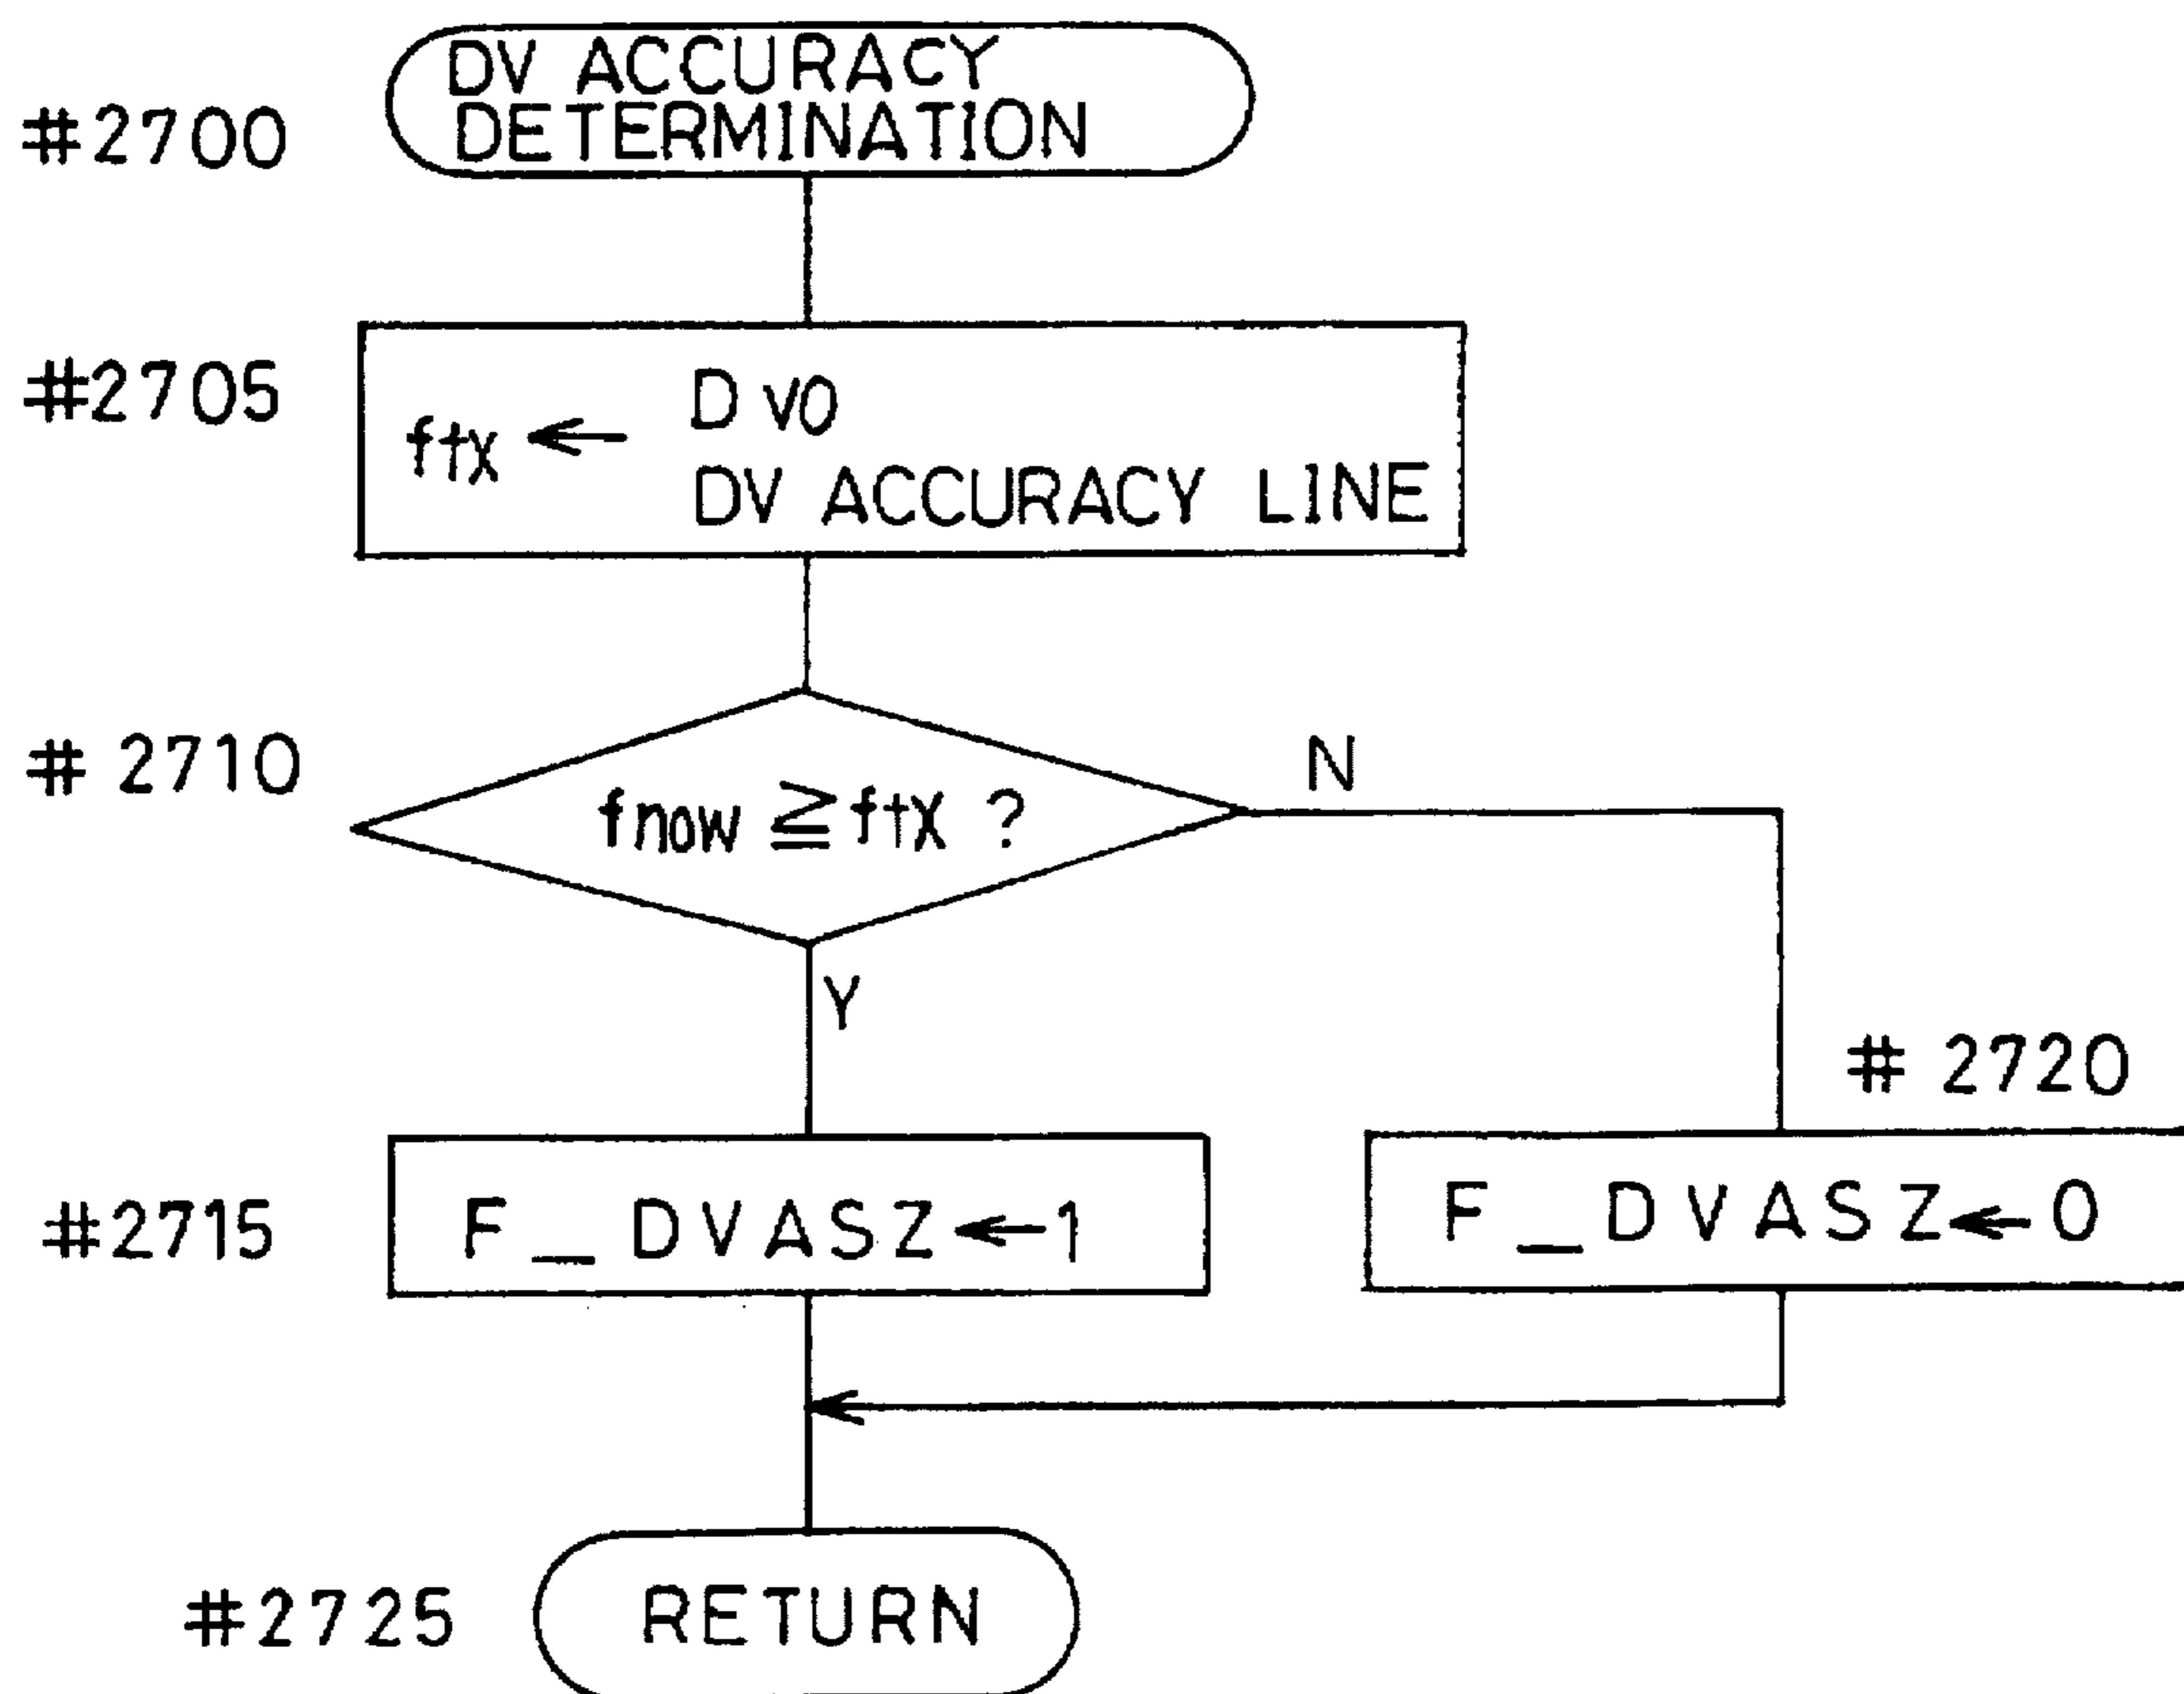 DV ACCURACY
DETERMINATION
#2700
#2705
Dvo
ftx ←
DV ACCURACY LINE
# 2710
N
fnow ≧ ftx ?
Y
# 2720
#2715
F_DVASZ←1
F_DVASZ←0
#2725
RETURN